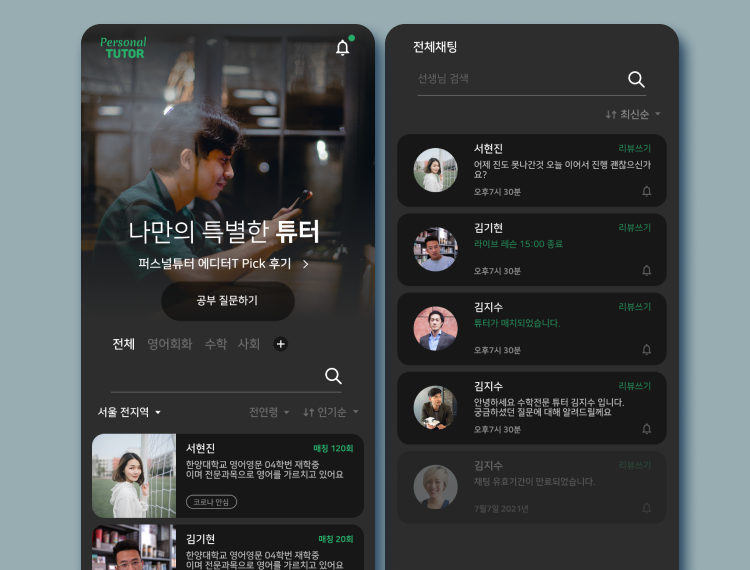 Personal
TUTOR
나만의 특별한 튜터
퍼스널튜터 에디터T Pick 후기
공부 질문하기
전체 영어회화 수학 사회
서울 전지역 전연령 인기순
서현진 매칭 120회
한양대학교 영어영문 04학번 재학중
이며 전문과목으로 영어를 가르치고 있어요
코로나 안심
김기현 매칭 20회
한양대학교 영어영문 04학번 재학중
이며 전문과목으로 영어를 가르치고 있어요
전체채팅
선생님 검색
최신순
서현진 리뷰쓰기
어제 진도 못나간것 오늘 이어서 진행 괜찮으신가
요?
오후7시 30분
김기현 리뷰쓰기
라이브 레슨 15:00 종료
오후7시 30분
김지수 리뷰쓰기
튜터가 매치되었습니다.
오후7시 30분
김지수 리뷰쓰기
안녕하세요 수학전문 튜터 김지수 입니다.
궁금하셨던 질문에 대해 알려드릴께요
오후7시 30분
김지수 리뷰쓰기
채팅 유효기간이 만료되었습니다.
7월7일 2021년